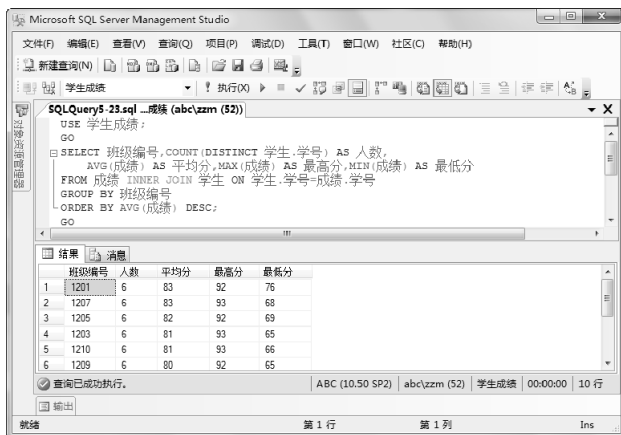 Microsoft SQL Server Management Studio
文件(F) 编辑(E) 查看(V) 查询(Q) 项目(P) 调试(D) 工具(T) 窗口(W) 社区(C) 帮助(H)
新建查询(N)
学生成绩 执行(X)
对象资源管理器
SQLQuery5-23.sql ...成绩 (abc\zzm (52))
USE 学生成绩;
GO
SELECT 班级编号,COUNT(DISTINCT 学生.学号) AS 人数,
AVG(成绩) AS 平均分,MAX(成绩) AS 最高分,MIN(成绩) AS 最低分
FROM 成绩 INNER JOIN 学生 ON 学生.学号=成绩.学号
GROUP BY 班级编号
ORDER BY AVG(成绩) DESC;
GO
结果 消息
班级编号 人数 平均分 最高分 最低分
1 1201 6 83 92 76
2 1207 6 83 93 68
3 1205 6 82 92 69
4 1203 6 81 93 65
5 1210 6 81 93 66
6 1209 6 80 92 65
查询已成功执行。 ABC (10.50 SP2) abc\zzm (52) 学生成绩 00:00:00 10 行
输出
就绪 第 1 行 第 1 列 Ins